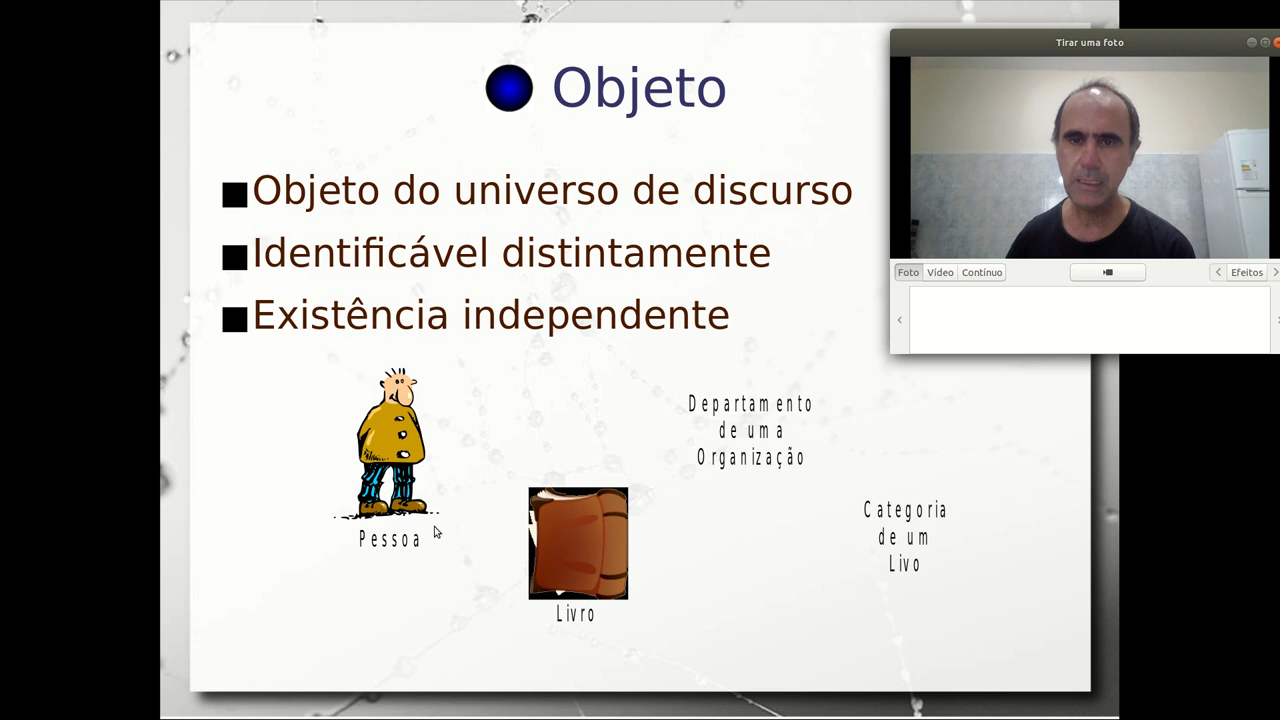 Objeto
Objeto do universo de discurso
Identificável distintamente
Existência independente
Pessoa
Livro
Departamento
de uma
Organização
Categoria
de um
Livo
Tirar uma foto
Foto Vídeo Contínuo
Efeitos